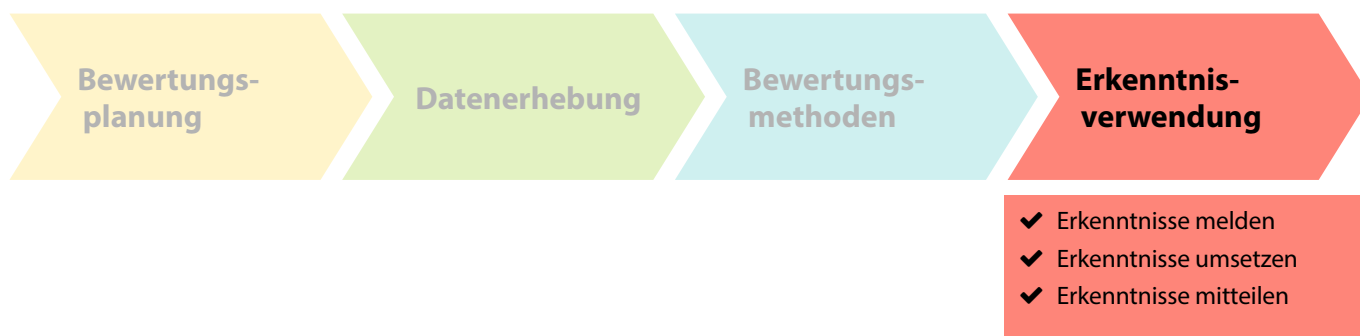 Bewertungs-
planung
Datenerhebung
Bewertungs-
methoden
Erkenntnis-
verwendung
✔ Erkenntnisse melden
✔ Erkenntnisse umsetzen
✔ Erkenntnisse mitteilen